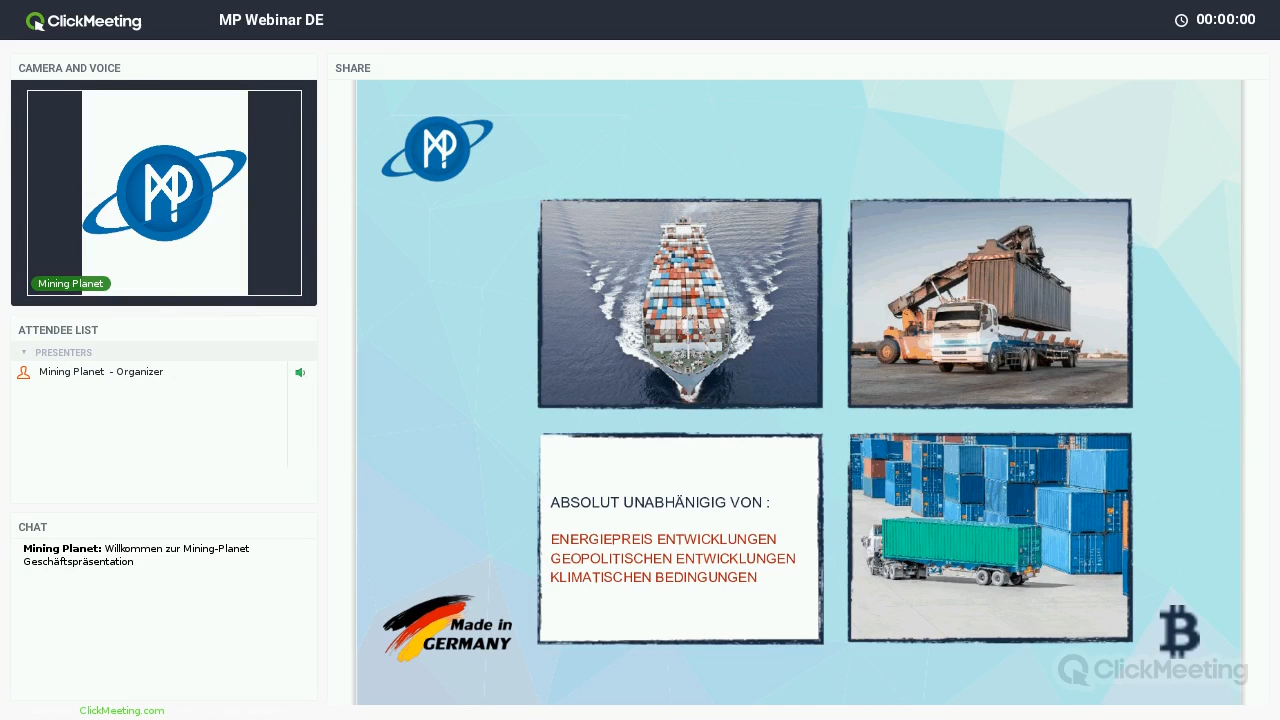 ClickMeeting
MP Webinar DE
00:00:00
CAMERA AND VOICE
SHARE
MP
Mining Planet
MP
ATTENDEE LIST
PRESENTERS
Mining Planet - Organizer
CHAT
Mining Planet: Willkommen zur Mining-Planet
Geschäftspräsentation
ABSOLUT UNABHÄNIGIG VON :
ENERGIEPREIS ENTWICKLUNGEN
GEOPOLITISCHEN ENTWICKLUNGEN
KLIMATISCHEN BEDINGUNGEN
Made in
GERMANY
ClickMeeting
ClickMeeting.com